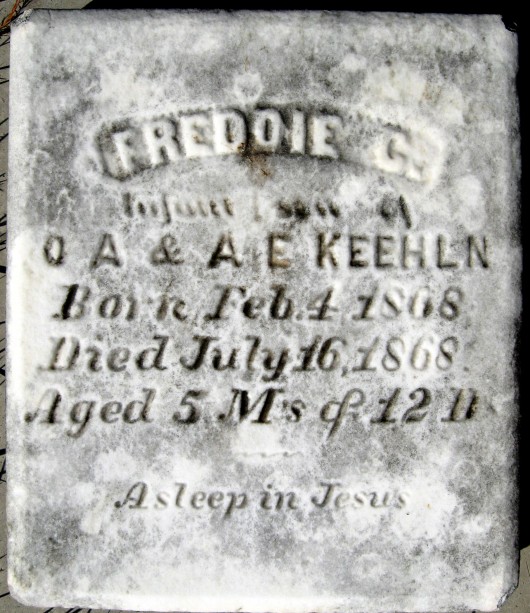 FREDDIE C.
Infant son of
O A & A E KEEHLN
Born Feb. 4 1868
Died July 16, 1868.
Aged 5 Ms & 12 D
Asleep in Jesus